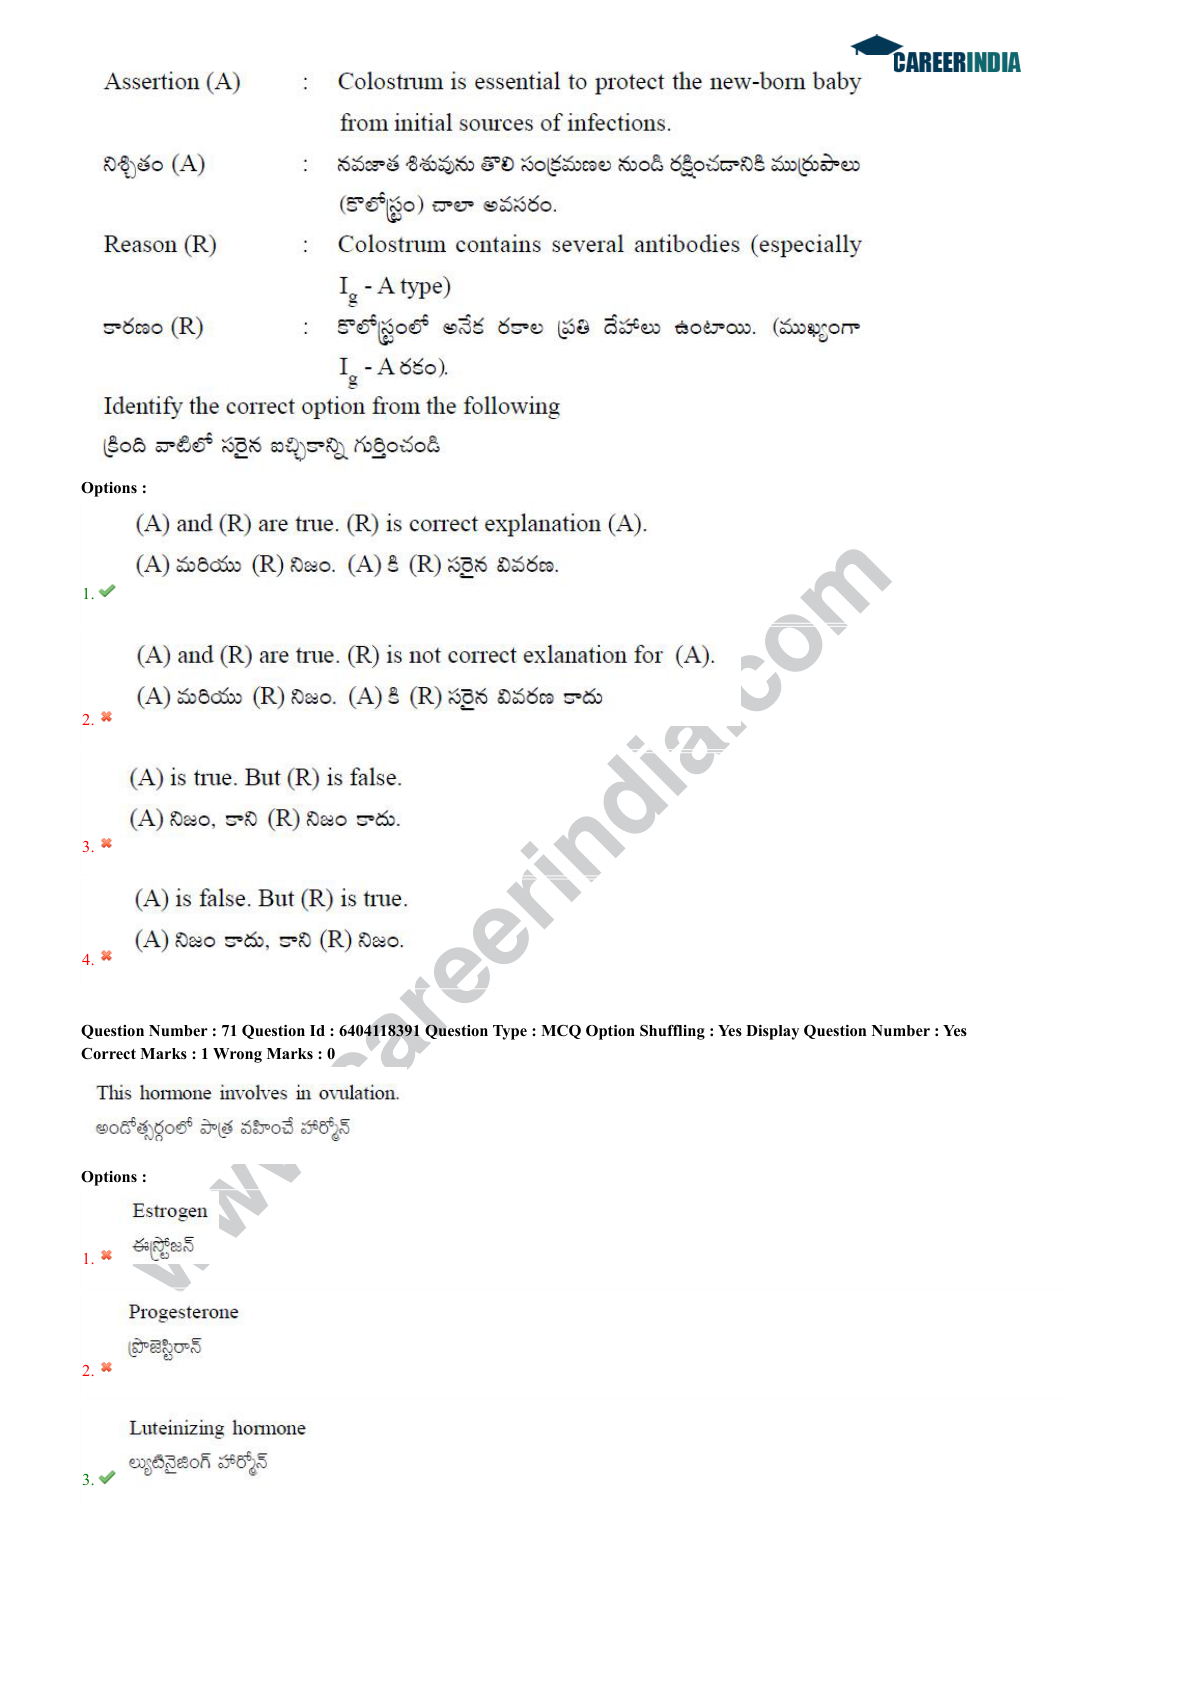 CAREERINDIA
Assertion (A) : Colostrum is essential to protect the new-born baby
from initial sources of infections.
నిశ్చితం (A) : నవజాత శిశువును తొలి సంక్రమణల నుండి రక్షించడానికి ముర్రుపాలు
(కొలోస్ట్రం) చాలా అవసరం.
Reason (R) : Colostrum contains several antibodies (especially
Ig - A type)
కారణం (R) : కొలోస్ట్రంలో అనేక రకాల ప్రతి దేహాలు ఉంటాయి. (ముఖ్యంగా
Ig - A రకం).
Identify the correct option from the following
క్రింది వాటిలో సరైన ఐచ్ఛికాన్ని గుర్తించండి
Options :
(A) and (R) are true. (R) is correct explanation (A).
(A) మరియు (R) నిజం. (A) కి (R) సరైన వివరణ.
1.
(A) and (R) are true. (R) is not correct exlanation for (A).
(A) మరియు (R) నిజం. (A) కి (R) సరైన వివరణ కాదు
2.
(A) is true. But (R) is false.
(A) నిజం, కాని (R) నిజం కాదు.
3.
(A) is false. But (R) is true.
(A) నిజం కాదు, కాని (R) నిజం.
4.
Question Number : 71 Question Id : 6404118391 Question Type : MCQ Option Shuffling : Yes Display Question Number : Yes
Correct Marks : 1 Wrong Marks : 0
This hormone involves in ovulation.
అండోత్సర్గంలో పాత్ర వహించే హార్మోన్
Options :
Estrogen
ఈస్ట్రోజన్
1.
Progesterone
ప్రొజెస్టిరాన్
2.
Luteinizing hormone
ల్యుటినైజింగ్ హార్మోన్
3.
www.careerindia.com